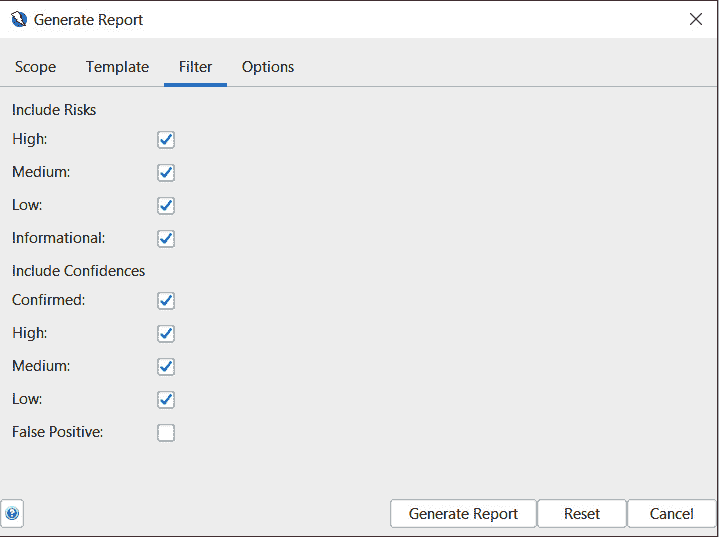 Generate Report
Scope Template Filter Options
Include Risks
High:
Medium:
Low:
Informational:
Include Confidences
Confirmed:
High:
Medium:
Low:
False Positive:
Generate Report Reset Cancel